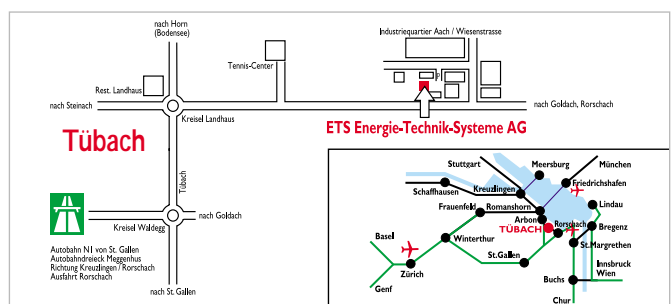 nach Horn
(Bodensee)
Industriequartier Aach / Wiesenstrasse
Tennis-Center
Rest. Landhaus
P
nach Steinach
nach Goldach, Rorschach
Kreisel Landhaus
ETS Energie-Technik-Systeme AG
Tübach
Tübach
nach Goldach
Kreisel Waldegg
Autobahn N1 von St. Gallen
Autobahndreieck Meggenhus
Richtung Kreuzlingen / Rorschach
Ausfahrt Rorschach
nach St. Gallen
Stuttgart
Meersburg
München
Schaffhausen
Kreuzlingen
Friedrichshafen
Frauenfeld
Romanshorn
Lindau
Arbon
Rorschach
TÜBACH
Bregenz
Basel
Winterthur
St.Margrethen
St.Gallen
Zürich
Innsbruck
Wien
Genf
Buchs
Chur